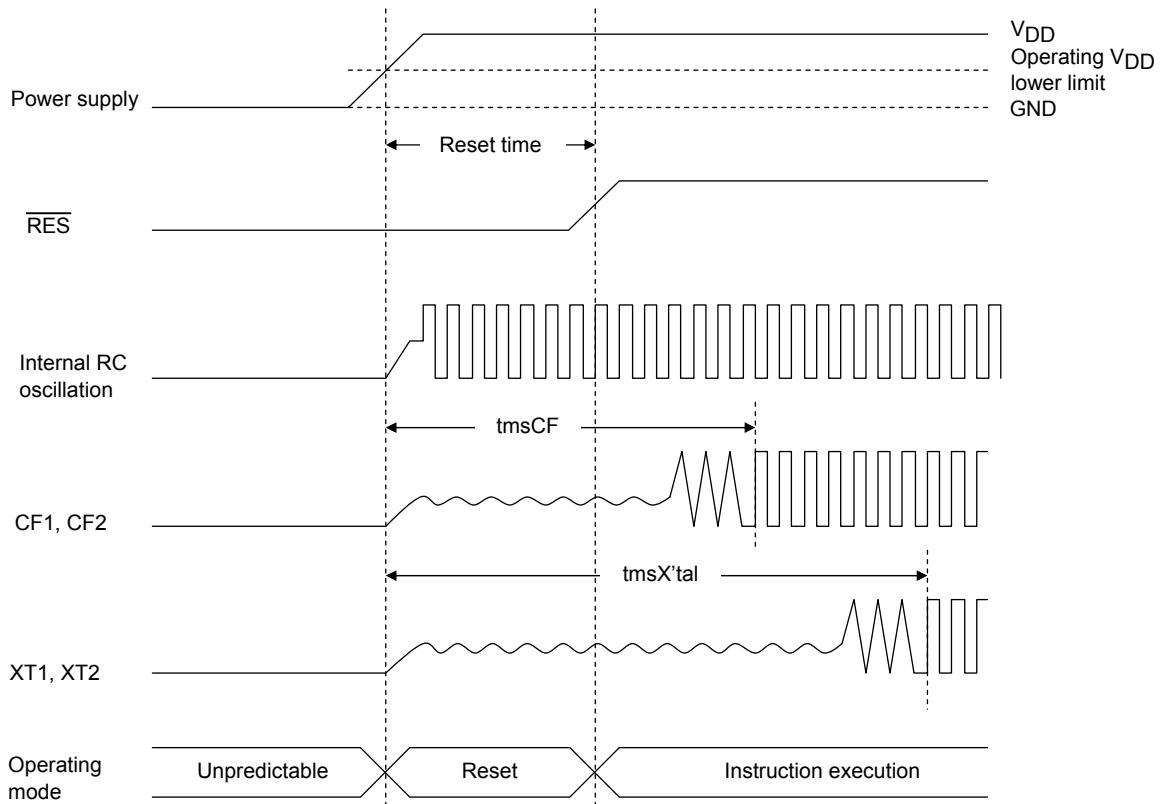 VDD
Operating VDD
lower limit
GND
Power supply
Reset time
RES
Internal RC
oscillation
tmsCF
CF1, CF2
tmsX'tal
XT1, XT2
Operating
mode
Unpredictable
Reset
Instruction execution